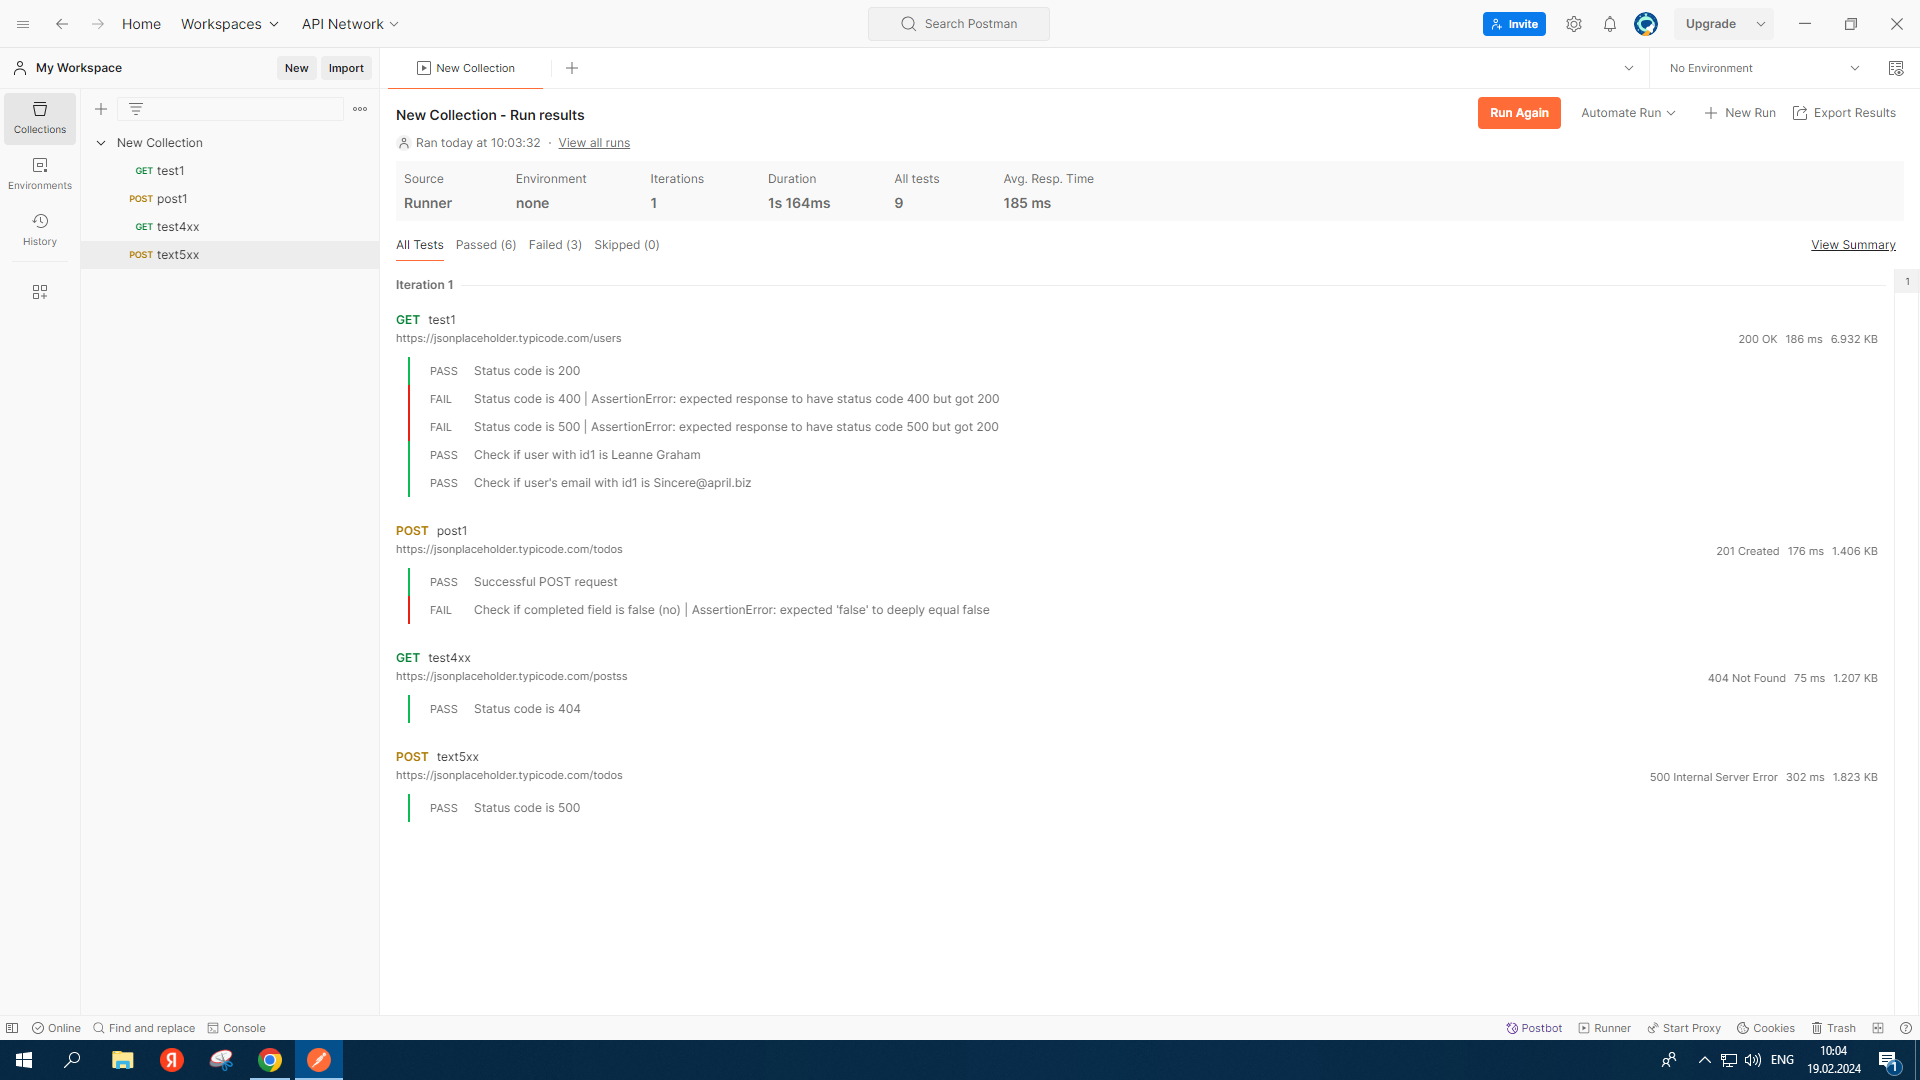 Home Workspaces API Network Search Postman Invite Upgrade
My Workspace New Import New Collection No Environment
Collections
Environments
History
New Collection
GET test1
POST post1
GET test4xx
POST text5xx
New Collection - Run results Run Again Automate Run New Run Export Results
Ran today at 10:03:32 · View all runs
Source Environment Iterations Duration All tests Avg. Resp. Time
Runner none 1 1s 164ms 9 185 ms
All Tests Passed (6) Failed (3) Skipped (0) View Summary
Iteration 1 1
GET test1
https://jsonplaceholder.typicode.com/users 200 OK 186 ms 6.932 KB
PASS Status code is 200
FAIL Status code is 400 | AssertionError: expected response to have status code 400 but got 200
FAIL Status code is 500 | AssertionError: expected response to have status code 500 but got 200
PASS Check if user with id1 is Leanne Graham
PASS Check if user's email with id1 is Sincere@april.biz
POST post1
https://jsonplaceholder.typicode.com/todos 201 Created 176 ms 1.406 KB
PASS Successful POST request
FAIL Check if completed field is false (no) | AssertionError: expected 'false' to deeply equal false
GET test4xx
https://jsonplaceholder.typicode.com/postss 404 Not Found 75 ms 1.207 KB
PASS Status code is 404
POST text5xx
https://jsonplaceholder.typicode.com/todos 500 Internal Server Error 302 ms 1.823 KB
PASS Status code is 500
Online Find and replace Console Postbot Runner Start Proxy Cookies Trash
Я ENG 10:04
19.02.2024 1